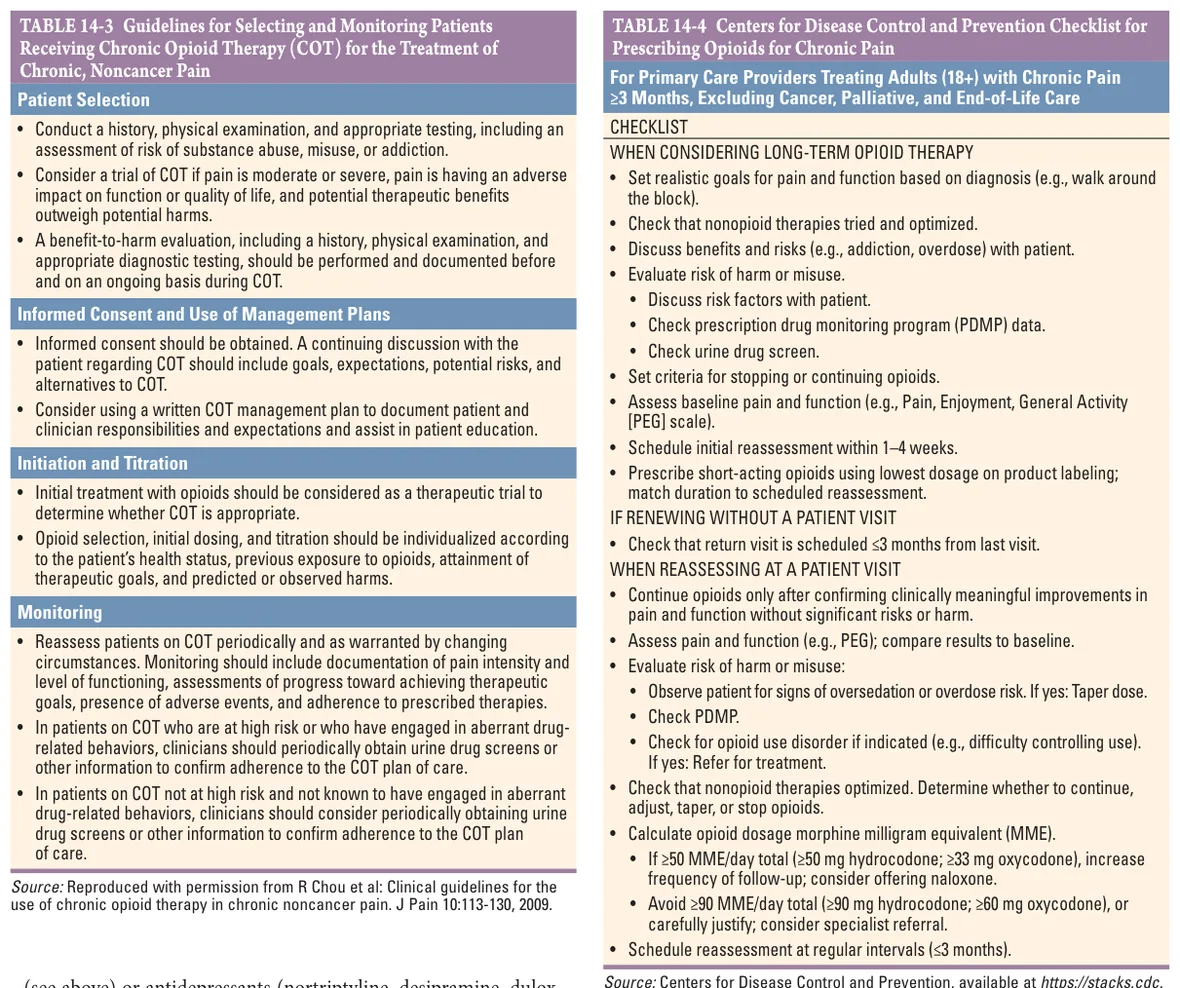 TABLE 14-3 Guidelines for Selecting and Monitoring Patients
Receiving Chronic Opioid Therapy (COT) for the Treatment of
Chronic, Noncancer Pain
Patient Selection
• Conduct a history, physical examination, and appropriate testing, including an
assessment of risk of substance abuse, misuse, or addiction.
• Consider a trial of COT if pain is moderate or severe, pain is having an adverse
impact on function or quality of life, and potential therapeutic benefits
outweigh potential harms.
• A benefit-to-harm evaluation, including a history, physical examination, and
appropriate diagnostic testing, should be performed and documented before
and on an ongoing basis during COT.
Informed Consent and Use of Management Plans
• Informed consent should be obtained. A continuing discussion with the
patient regarding COT should include goals, expectations, potential risks, and
alternatives to COT.
• Consider using a written COT management plan to document patient and
clinician responsibilities and expectations and assist in patient education.
Initiation and Titration
• Initial treatment with opioids should be considered as a therapeutic trial to
determine whether COT is appropriate.
• Opioid selection, initial dosing, and titration should be individualized according
to the patient's health status, previous exposure to opioids, attainment of
therapeutic goals, and predicted or observed harms.
Monitoring
• Reassess patients on COT periodically and as warranted by changing
circumstances. Monitoring should include documentation of pain intensity and
level of functioning, assessments of progress toward achieving therapeutic
goals, presence of adverse events, and adherence to prescribed therapies.
• In patients on COT who are at high risk or who have engaged in aberrant drug-
related behaviors, clinicians should periodically obtain urine drug screens or
other information to confirm adherence to the COT plan of care.
• In patients on COT not at high risk and not known to have engaged in aberrant
drug-related behaviors, clinicians should consider periodically obtaining urine
drug screens or other information to confirm adherence to the COT plan
of care.
Source: Reproduced with permission from R Chou et al: Clinical guidelines for the
use of chronic opioid therapy in chronic noncancer pain. J Pain 10:113-130, 2009.
(see above) or antidepressants (nortriptyline, desipramine, dulox-
TABLE 14-4 Centers for Disease Control and Prevention Checklist for
Prescribing Opioids for Chronic Pain
For Primary Care Providers Treating Adults (18+) with Chronic Pain
≥3 Months, Excluding Cancer, Palliative, and End-of-Life Care
CHECKLIST
WHEN CONSIDERING LONG-TERM OPIOID THERAPY
• Set realistic goals for pain and function based on diagnosis (e.g., walk around
the block).
• Check that nonopioid therapies tried and optimized.
• Discuss benefits and risks (e.g., addiction, overdose) with patient.
• Evaluate risk of harm or misuse.
• Discuss risk factors with patient.
• Check prescription drug monitoring program (PDMP) data.
• Check urine drug screen.
• Set criteria for stopping or continuing opioids.
• Assess baseline pain and function (e.g., Pain, Enjoyment, General Activity
[PEG] scale).
• Schedule initial reassessment within 1–4 weeks.
• Prescribe short-acting opioids using lowest dosage on product labeling;
match duration to scheduled reassessment.
IF RENEWING WITHOUT A PATIENT VISIT
• Check that return visit is scheduled ≤3 months from last visit.
WHEN REASSESSING AT A PATIENT VISIT
• Continue opioids only after confirming clinically meaningful improvements in
pain and function without significant risks or harm.
• Assess pain and function (e.g., PEG); compare results to baseline.
• Evaluate risk of harm or misuse:
• Observe patient for signs of oversedation or overdose risk. If yes: Taper dose.
• Check PDMP.
• Check for opioid use disorder if indicated (e.g., difficulty controlling use).
If yes: Refer for treatment.
• Check that nonopioid therapies optimized. Determine whether to continue,
adjust, taper, or stop opioids.
• Calculate opioid dosage morphine milligram equivalent (MME).
• If ≥50 MME/day total (≥50 mg hydrocodone; ≥33 mg oxycodone), increase
frequency of follow-up; consider offering naloxone.
• Avoid ≥90 MME/day total (≥90 mg hydrocodone; ≥60 mg oxycodone), or
carefully justify; consider specialist referral.
• Schedule reassessment at regular intervals (≤3 months).
Source: Centers for Disease Control and Prevention, available at https://stacks.cdc.